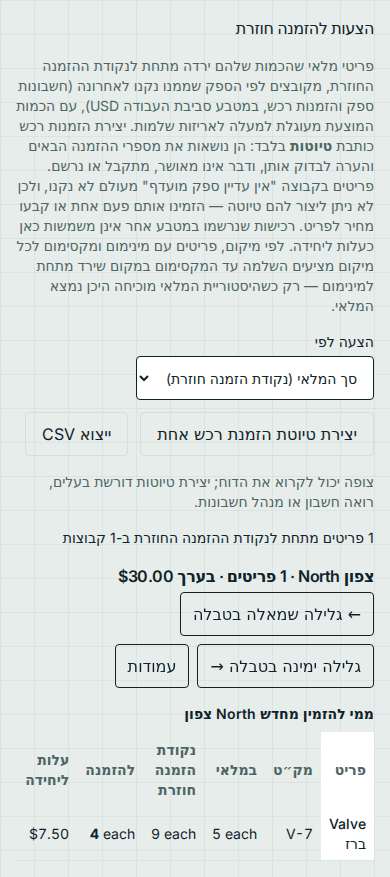 הצעות להזמנה חוזרת
פריטי מלאי שהכמות שלהם ירדה מתחת לנקודת ההזמנה
החוזרת, מקובצים לפי הספק שממנו נקנו לאחרונה (חשבונות
ספק והזמנות רכש, במטבע סביבת העבודה USD), עם הכמות
המוצעת מעוגלת למעלה לאריזות שלמות. יצירת הזמנות רכש
כותבת טיוטות בלבד: הן נושאות את מספרי ההזמנה הבאים
והערה לבדוק אותן, ודבר אינו מאושר, מתקבל או נרשם.
פריטים בקבוצה "אין עדיין ספק מועדף" מעולם לא נקנו, ולכן
לא ניתן ליצור להם טיוטה — הזמינו אותם פעם אחת או קבעו
מחיר לפריט. רכישות שנרשמו במטבע אחר אינן משמשות כאן
כעלות ליחידה. לפי מיקום, פריטים עם מינימום ומקסימום לכל
מיקום מציעים השלמה עד המקסימום במקום שירד מתחת
למינימום — רק כשהיסטוריית המלאי מוכיחה היכן נמצא
המלאי.
הצעה לפי
סך המלאי (נקודת הזמנה חוזרת)
יצירת טיוטת הזמנת רכש אחת
ייצוא CSV
צופה יכול לקרוא את הדוח; יצירת טיוטות דורשת בעלים,
רואה חשבון או מנהל חשבונות.
1 פריטים מתחת לנקודת ההזמנה החוזרת ב-1 קבוצות
צפון North · 1 פריטים · בערך $30.00
← גלילה שמאלה בטבלה
גלילה ימינה בטבלה →
עמודות
ממי להזמין מחדש North צפון
פריט מק״ט במלאי נקודת הזמנה חוזרת להזמנה עלות ליחידה
Valve ברז V-7 5 each 9 each 4 each $7.50